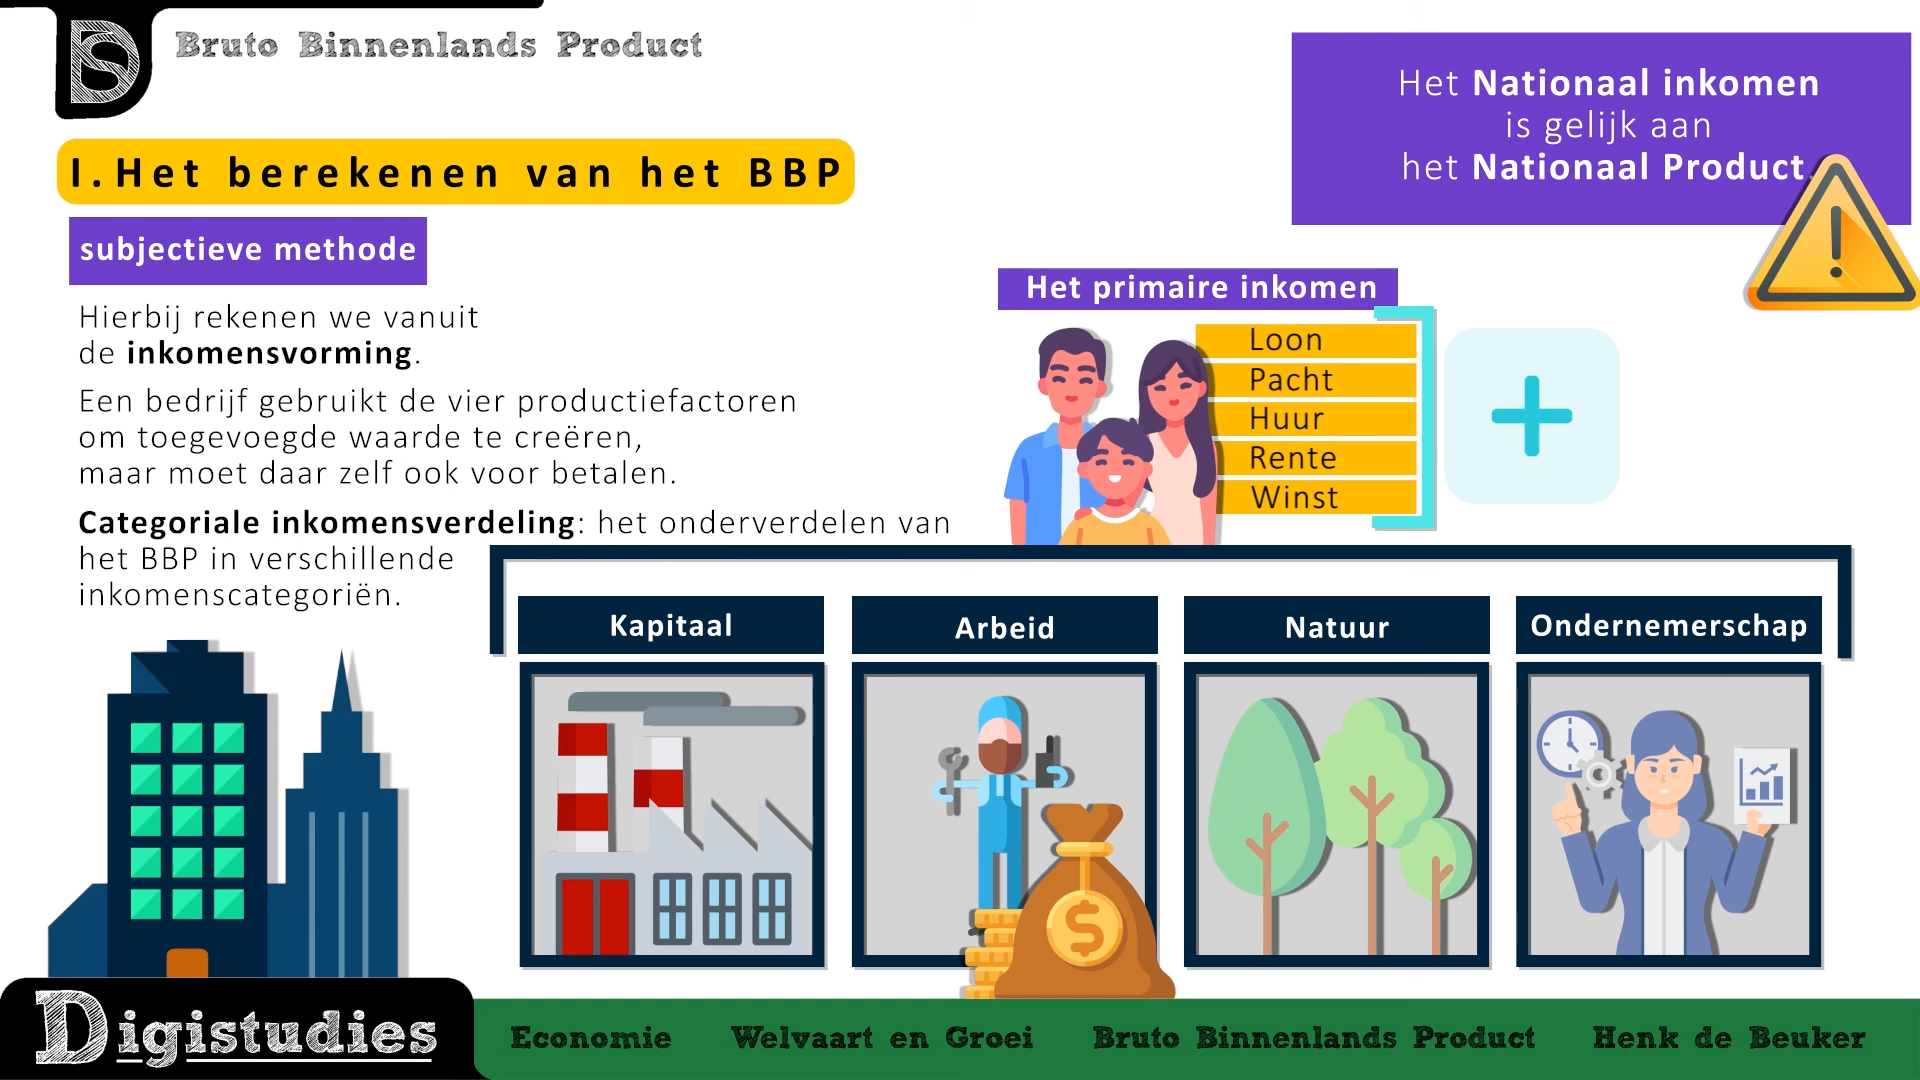 DS
Bruto Binnenlands Product
I.Het berekenen van het BBP
subjectieve methode
Hierbij rekenen we vanuit
de inkomensvorming.
Een bedrijf gebruikt de vier productiefactoren
om toegevoegde waarde te creëren,
maar moet daar zelf ook voor betalen.
Categoriale inkomensverdeling: het onderverdelen van
het BBP in verschillende
inkomenscategoriën.
Het Nationaal inkomen
is gelijk aan
het Nationaal Product.
Het primaire inkomen
Loon
Pacht
Huur
Rente
Winst
Kapitaal
Arbeid
Natuur
Ondernemerschap
$
Digistudies
Economie Welvaart en Groei Bruto Binnenlands Product Henk de Beuker